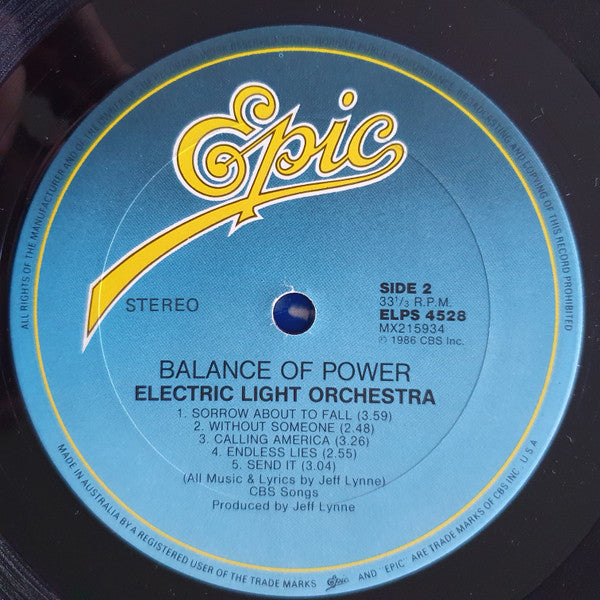 ALL RIGHTS OF THE MANUFACTURER AND OF THE OWNER OF THE RECORDED WORK RESERVED. UNAUTHORISED PUBLIC PERFORMANCE, BROADCASTING AND COPYING OF THIS RECORD PROHIBITED
Epic
STEREO
SIDE 2
33 1/3 R.P.M.
ELPS 4528
MX215934
℗ 1986 CBS Inc.
BALANCE OF POWER
ELECTRIC LIGHT ORCHESTRA
1. SORROW ABOUT TO FALL (3.59)
2. WITHOUT SOMEONE (2.48)
3. CALLING AMERICA (3.26)
4. ENDLESS LIES (2.55)
5. SEND IT (3.04)
(All Music & Lyrics by Jeff Lynne)
CBS Songs
Produced by Jeff Lynne
MADE IN AUSTRALIA BY A REGISTERED USER OF THE TRADE MARKS Epic AND "EPIC" ARE TRADE MARKS OF CBS INC. U S A